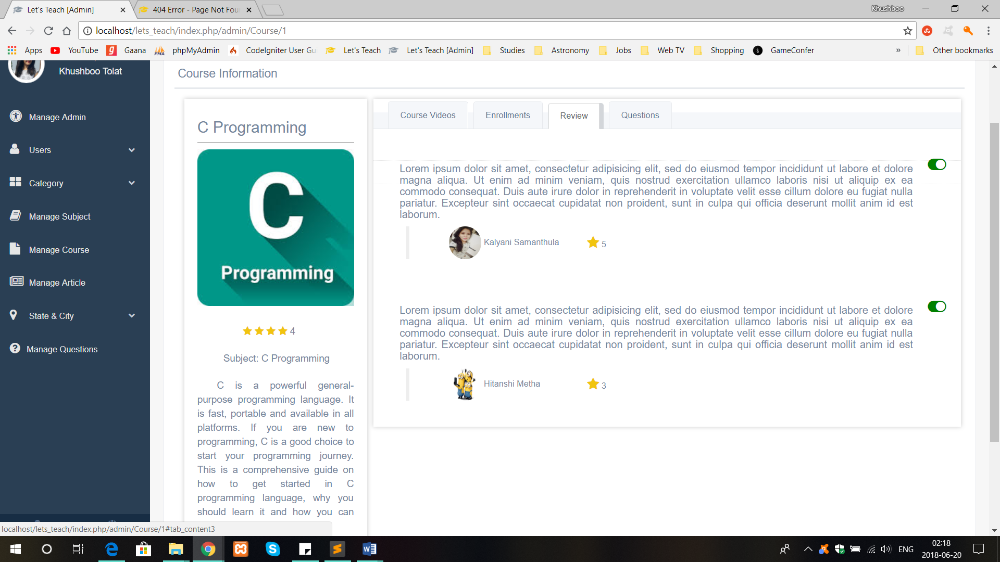 Let's Teach [Admin]
404 Error - Page Not Fou
Khushboo
localhost/lets_teach/index.php/admin/Course/1
Apps
YouTube
Gaana
PMA
phpMyAdmin
CodeIgniter User Gu
Let's Teach
Let's Teach [Admin]
Studies
Astronomy
Jobs
Web TV
Shopping
GameConfer
»
Other bookmarks
Khushboo Tolat
Manage Admin
Users
Category
Manage Subject
Manage Course
Manage Article
State & City
Manage Questions
Course Information
C Programming
C
Programming
4
Subject: C Programming
C is a powerful general-
purpose programming language. It
is fast, portable and available in all
platforms. If you are new to
programming, C is a good choice to
start your programming journey.
This is a comprehensive guide on
how to get started in C
programming language, why you
should learn it and how you can
Course Videos
Enrollments
Review
Questions
Lorem ipsum dolor sit amet, consectetur adipisicing elit, sed do eiusmod tempor incididunt ut labore et dolore
magna aliqua. Ut enim ad minim veniam, quis nostrud exercitation ullamco laboris nisi ut aliquip ex ea
commodo consequat. Duis aute irure dolor in reprehenderit in voluptate velit esse cillum dolore eu fugiat nulla
pariatur. Excepteur sint occaecat cupidatat non proident, sunt in culpa qui officia deserunt mollit anim id est
laborum.
Kalyani Samanthula
5
Lorem ipsum dolor sit amet, consectetur adipisicing elit, sed do eiusmod tempor incididunt ut labore et dolore
magna aliqua. Ut enim ad minim veniam, quis nostrud exercitation ullamco laboris nisi ut aliquip ex ea
commodo consequat. Duis aute irure dolor in reprehenderit in voluptate velit esse cillum dolore eu fugiat nulla
pariatur. Excepteur sint occaecat cupidatat non proident, sunt in culpa qui officia deserunt mollit anim id est
laborum.
Hitanshi Metha
3
localhost/lets_teach/index.php/admin/Course/1#tab_content3
ENG
02:18
2018-06-20